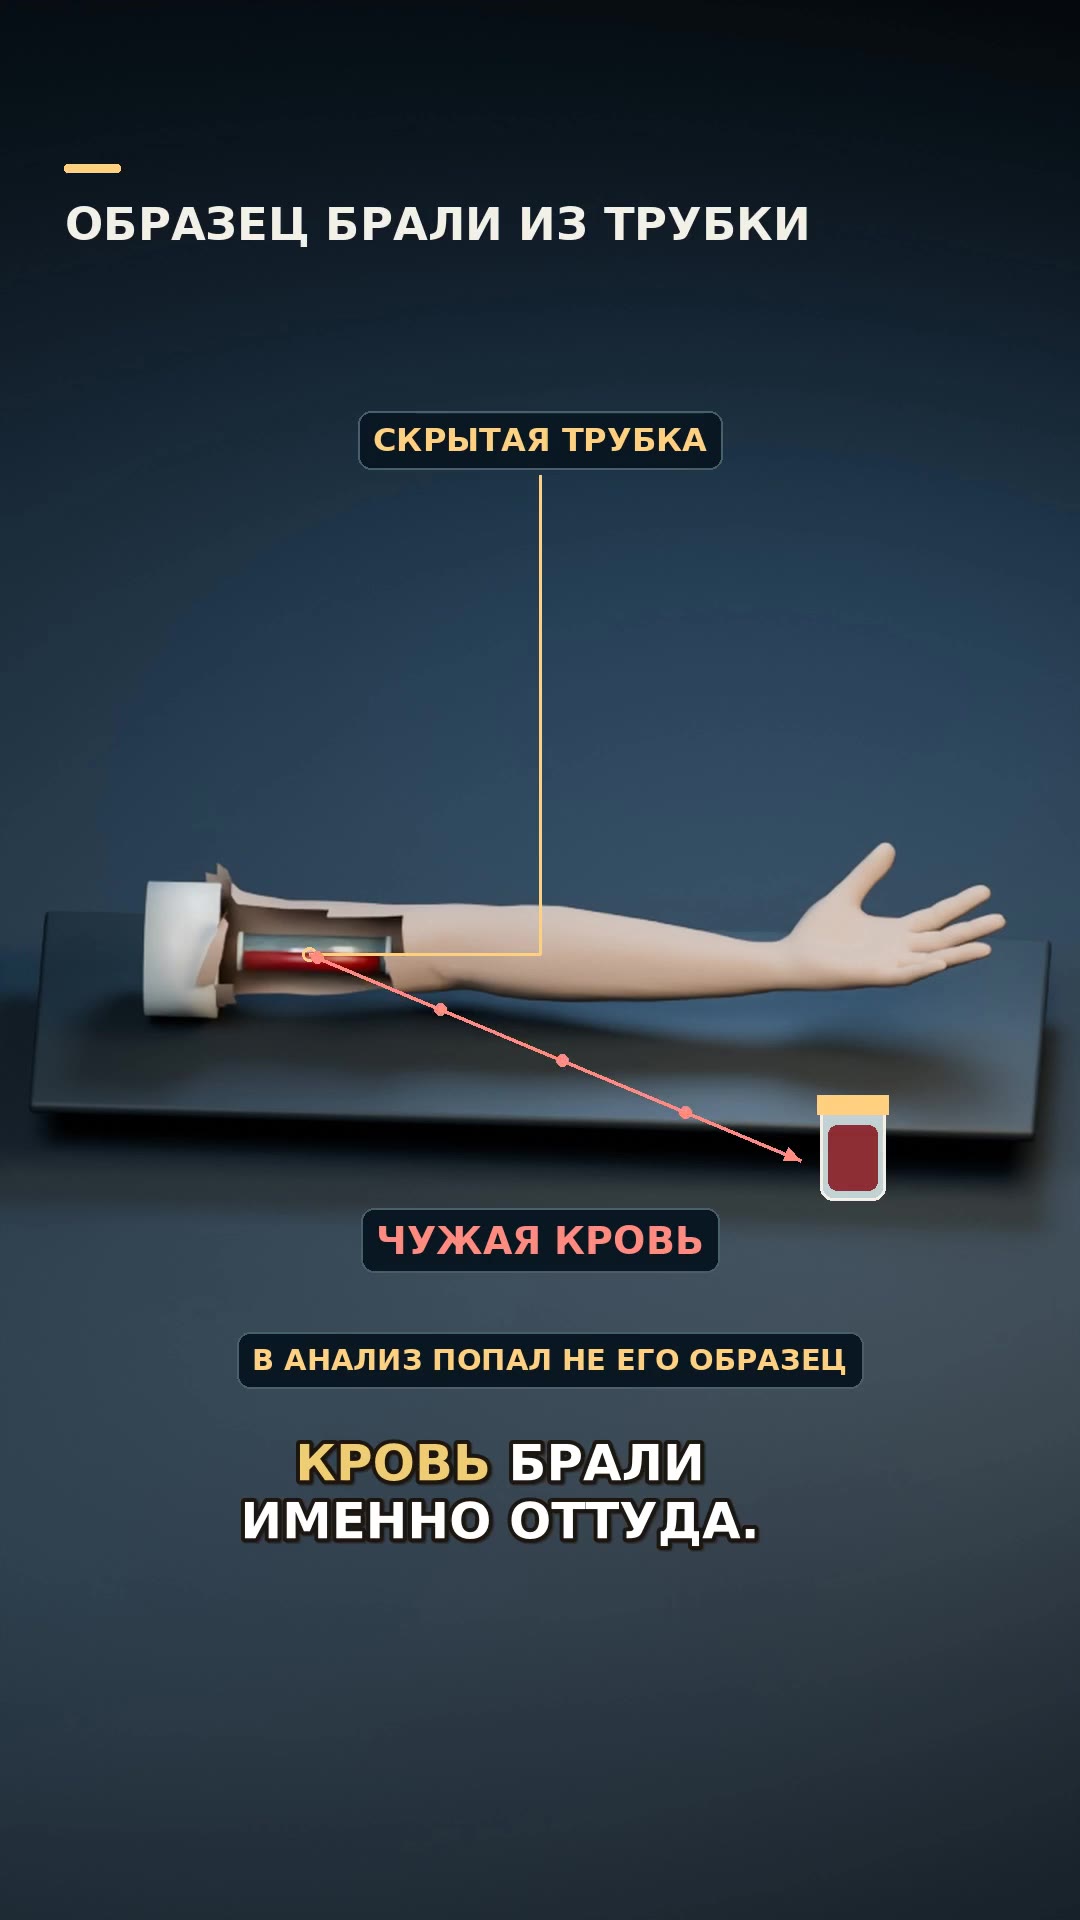 ОБРАЗЕЦ БРАЛИ ИЗ ТРУБКИ
СКРЫТАЯ ТРУБКА
ЧУЖАЯ КРОВЬ
В АНАЛИЗ ПОПАЛ НЕ ЕГО ОБРАЗЕЦ
КРОВЬ БРАЛИ
ИМЕННО ОТТУДА.